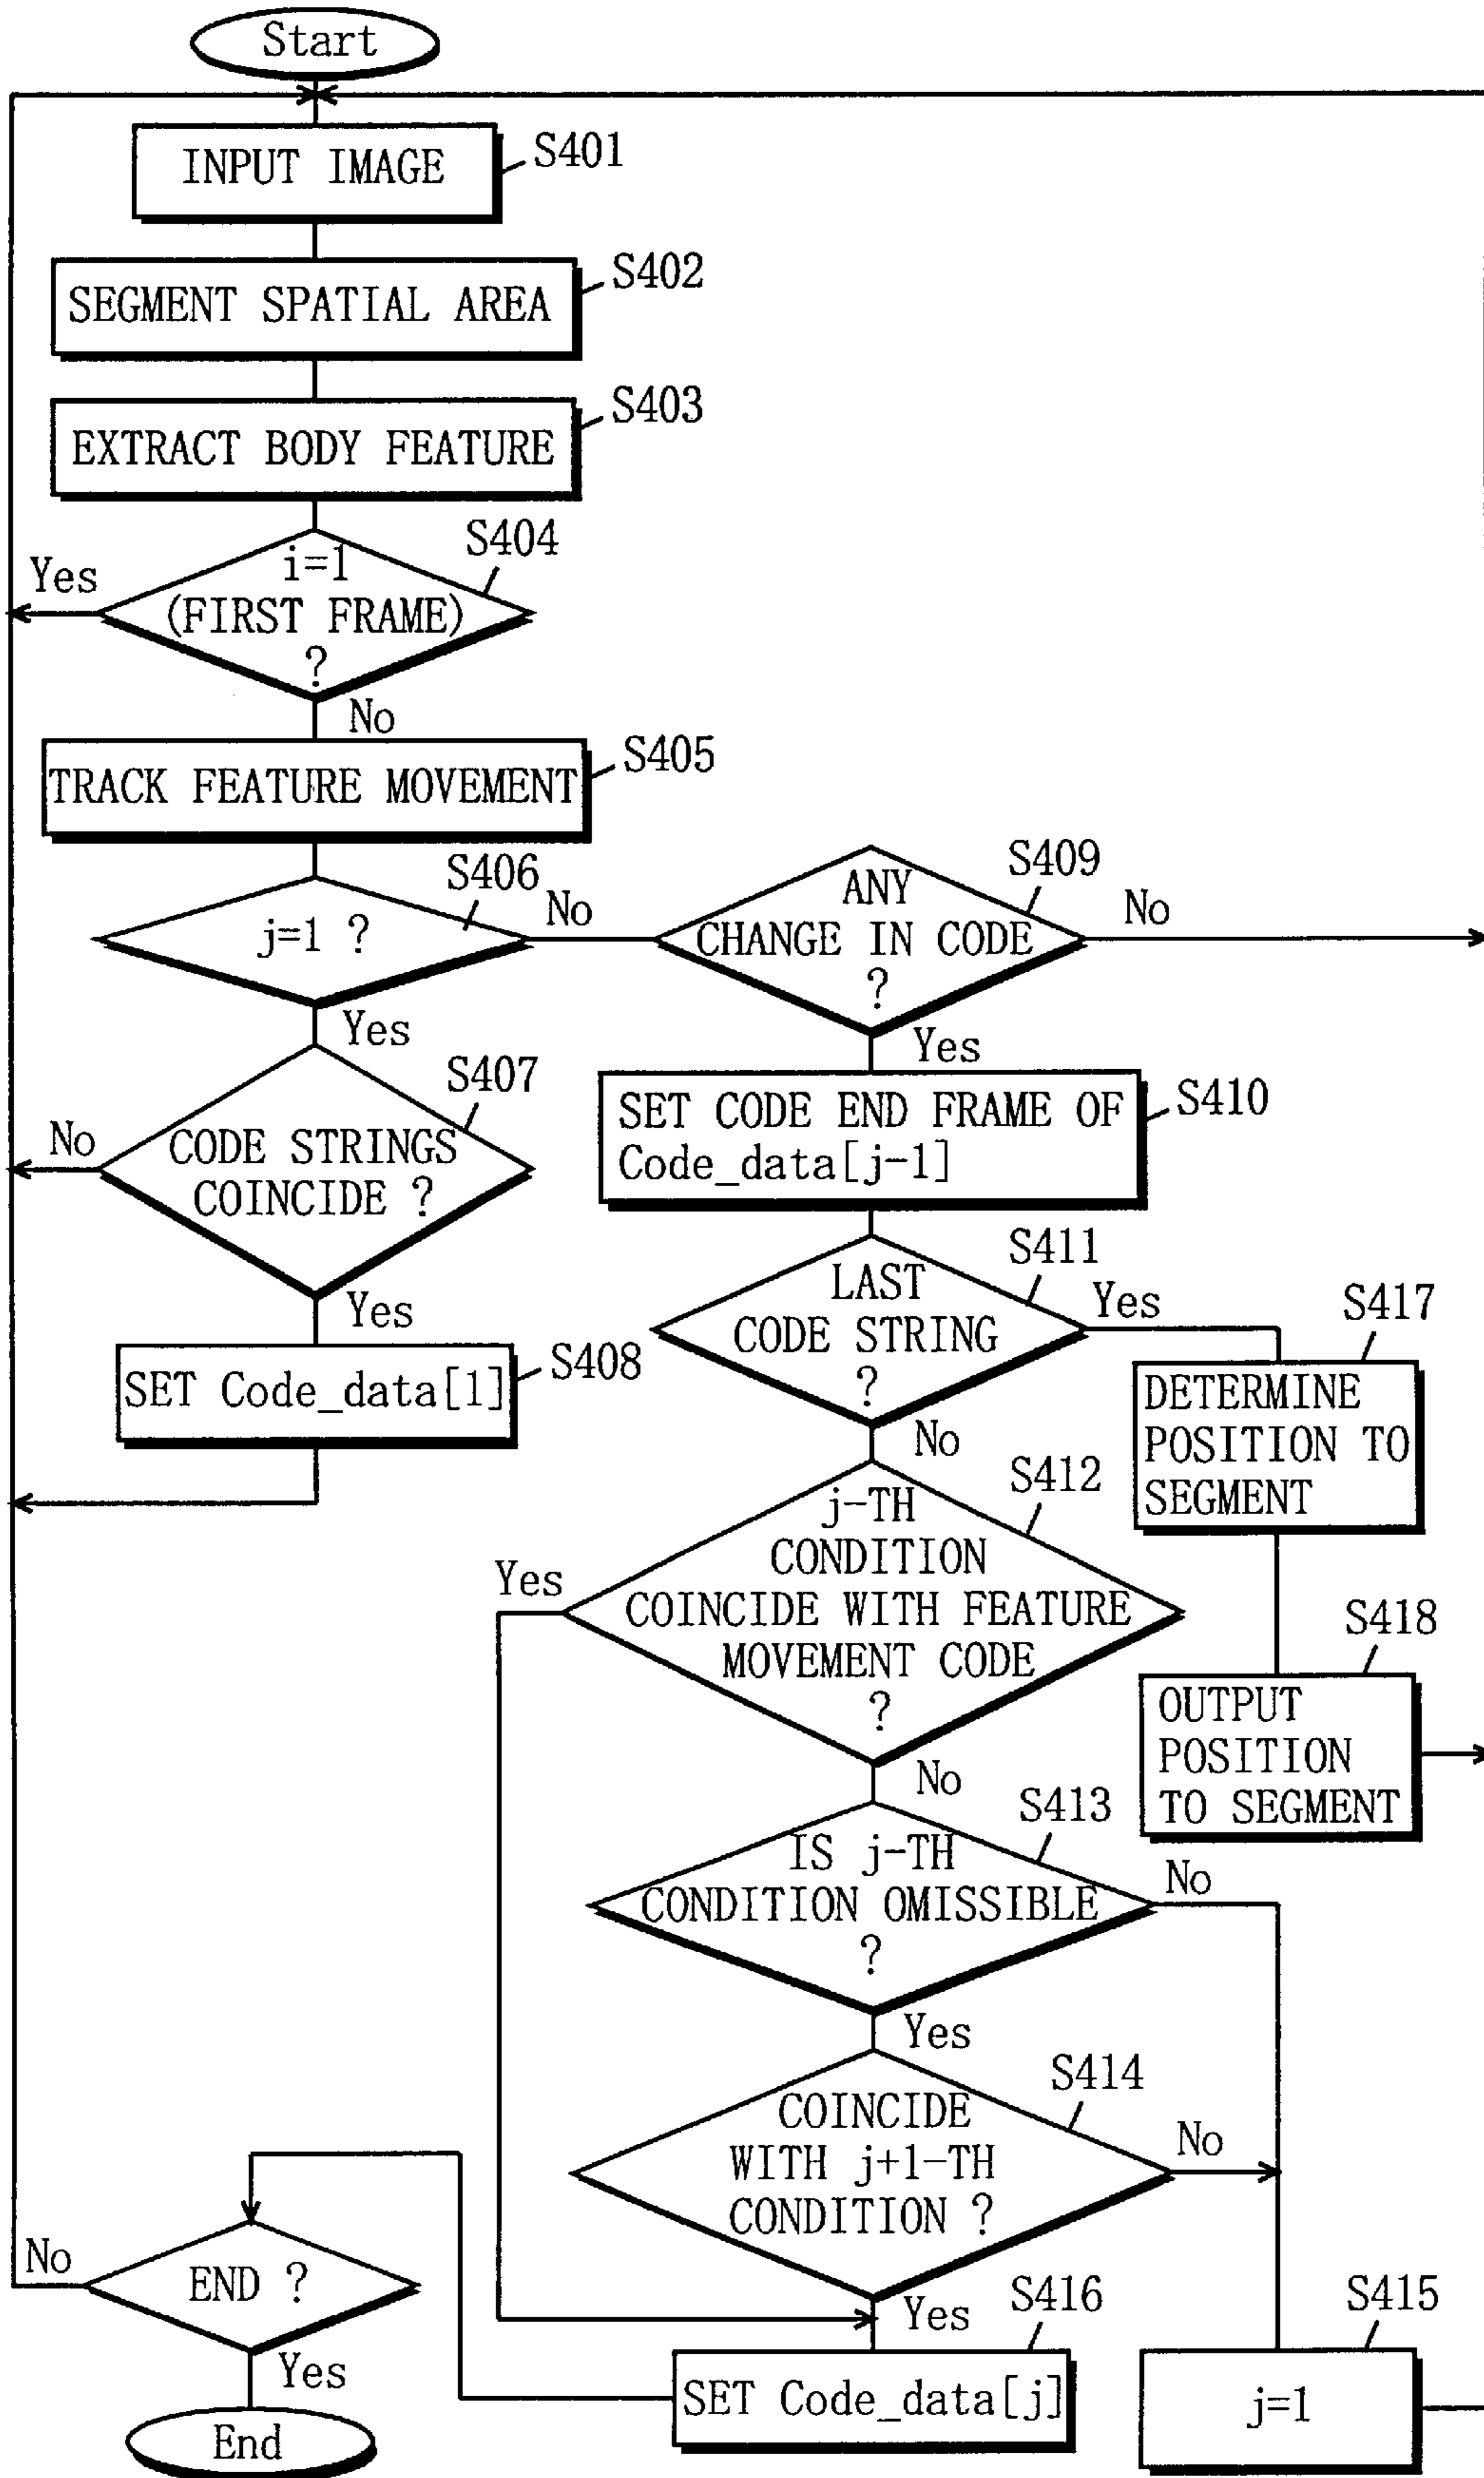 Start
INPUT IMAGE
S401
SEGMENT SPATIAL AREA
S402
EXTRACT BODY FEATURE
S403
i=1
(FIRST FRAME)
?
S404
Yes
No
TRACK FEATURE MOVEMENT
S405
j=1 ?
S406
No
Yes
ANY
CHANGE IN CODE
?
S409
No
Yes
CODE STRINGS
COINCIDE ?
S407
No
Yes
SET Code_data[1]
S408
SET CODE END FRAME OF
Code_data[j-1]
S410
LAST
CODE STRING
?
S411
Yes
No
DETERMINE
POSITION TO
SEGMENT
S417
OUTPUT
POSITION
TO SEGMENT
S418
j-TH
CONDITION
COINCIDE WITH FEATURE
MOVEMENT CODE
?
S412
Yes
No
IS j-TH
CONDITION OMISSIBLE
?
S413
No
Yes
COINCIDE
WITH j+1-TH
CONDITION ?
S414
No
Yes
SET Code_data[j]
S416
j=1
S415
END ?
No
Yes
End